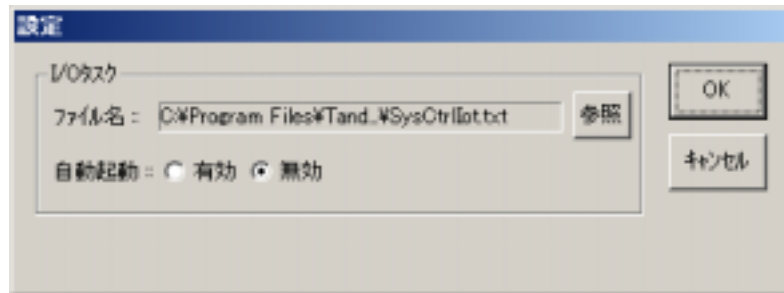 設定
I/Oタスク
ファイル名： C:¥Program Files¥Tand..¥SysCtrlIot.txt 参照
自動起動： 有効 無効
OK
キャンセル